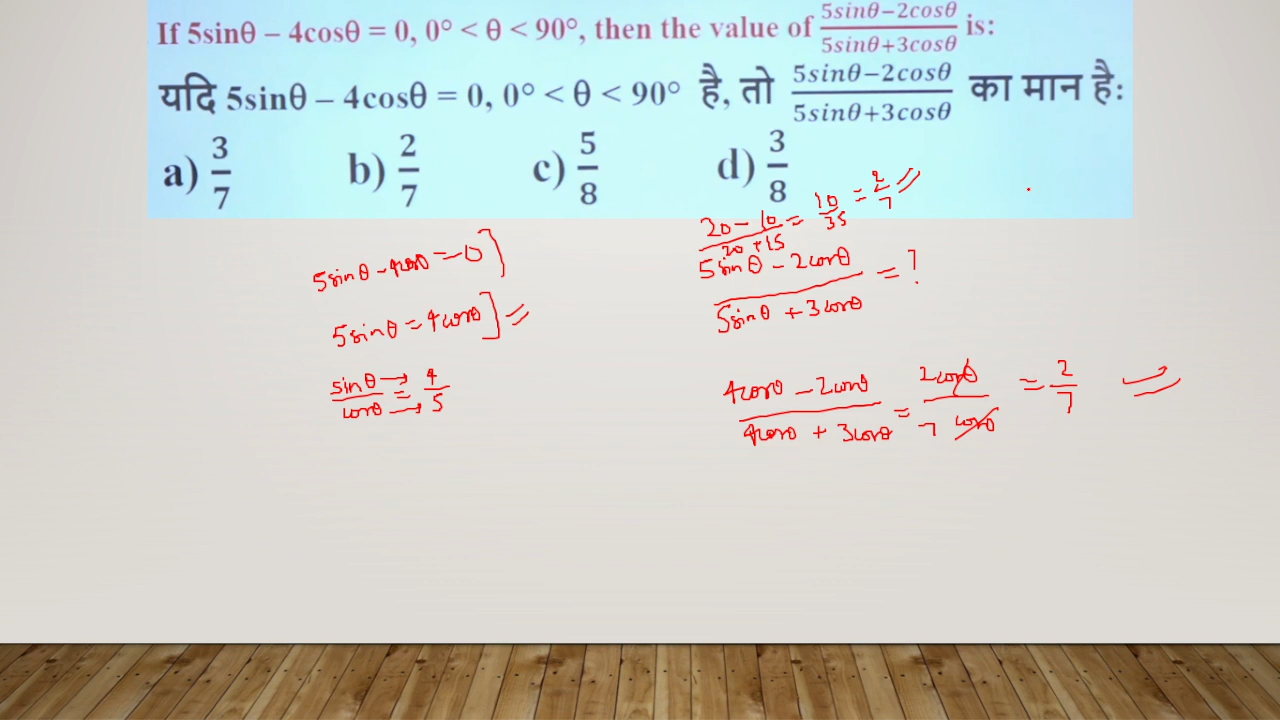 If 5sinθ – 4cosθ = 0, 0° < θ < 90°, then the value of (5sinθ−2cosθ)/(5sinθ+3cosθ) is:
यदि 5sinθ – 4cosθ = 0, 0° < θ < 90° है, तो (5sinθ−2cosθ)/(5sinθ+3cosθ) का मान है:
a) 3/7 b) 2/7 c) 5/8 d) 3/8
5sinθ - 4cosθ = 0]
5sinθ = 4cosθ] =
sinθ/cosθ = 4/5
(20 - 10)/(20 + 15) = 10/35 = 2/7
(5sinθ - 2cosθ)/(5sinθ + 3cosθ) = ?
(4cosθ - 2cosθ)/(4cosθ + 3cosθ) = 2cosθ/7cosθ = 2/7